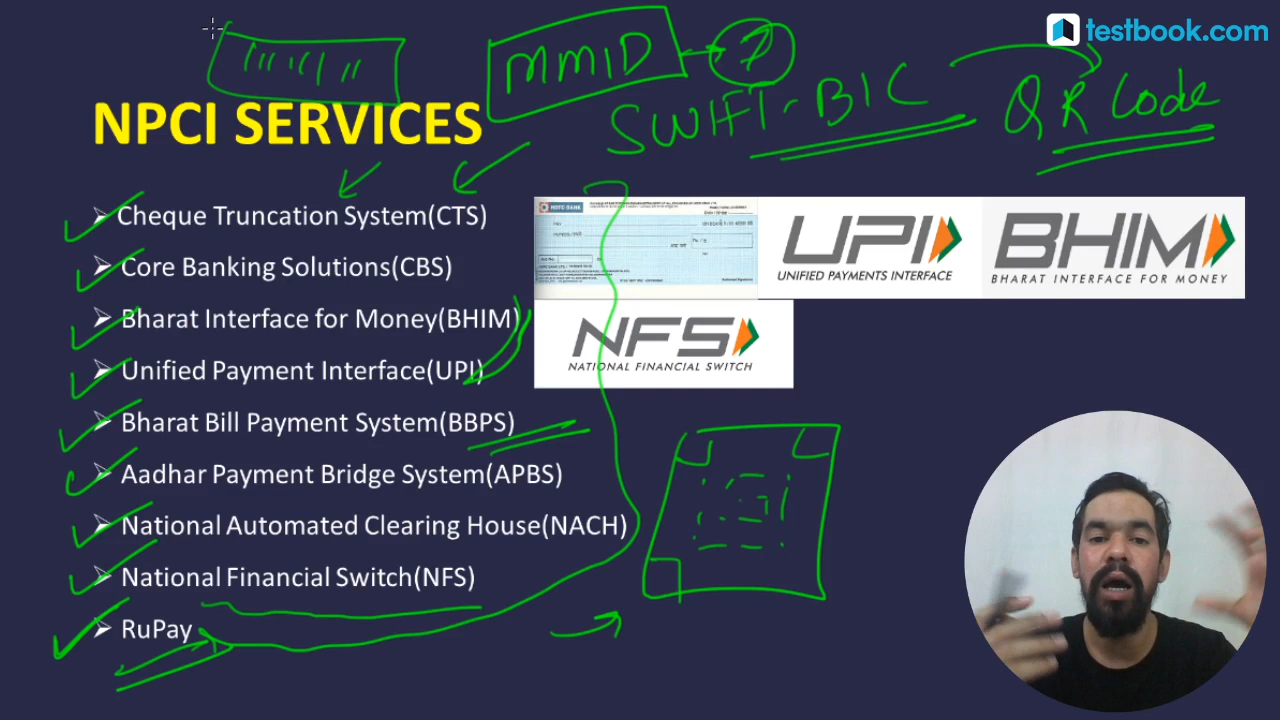 testbook.com
MMID
7
SWIFT-BIC
QR Code
NPCI SERVICES
➢ Cheque Truncation System(CTS)
➢ Core Banking Solutions(CBS)
➢ Bharat Interface for Money(BHIM)
➢ Unified Payment Interface(UPI)
➢ Bharat Bill Payment System(BBPS)
➢ Aadhar Payment Bridge System(APBS)
➢ National Automated Clearing House(NACH)
➢ National Financial Switch(NFS)
➢ RuPay
HDFC BANK
UPI
UNIFIED PAYMENTS INTERFACE
BHIM
BHARAT INTERFACE FOR MONEY
NFS
NATIONAL FINANCIAL SWITCH